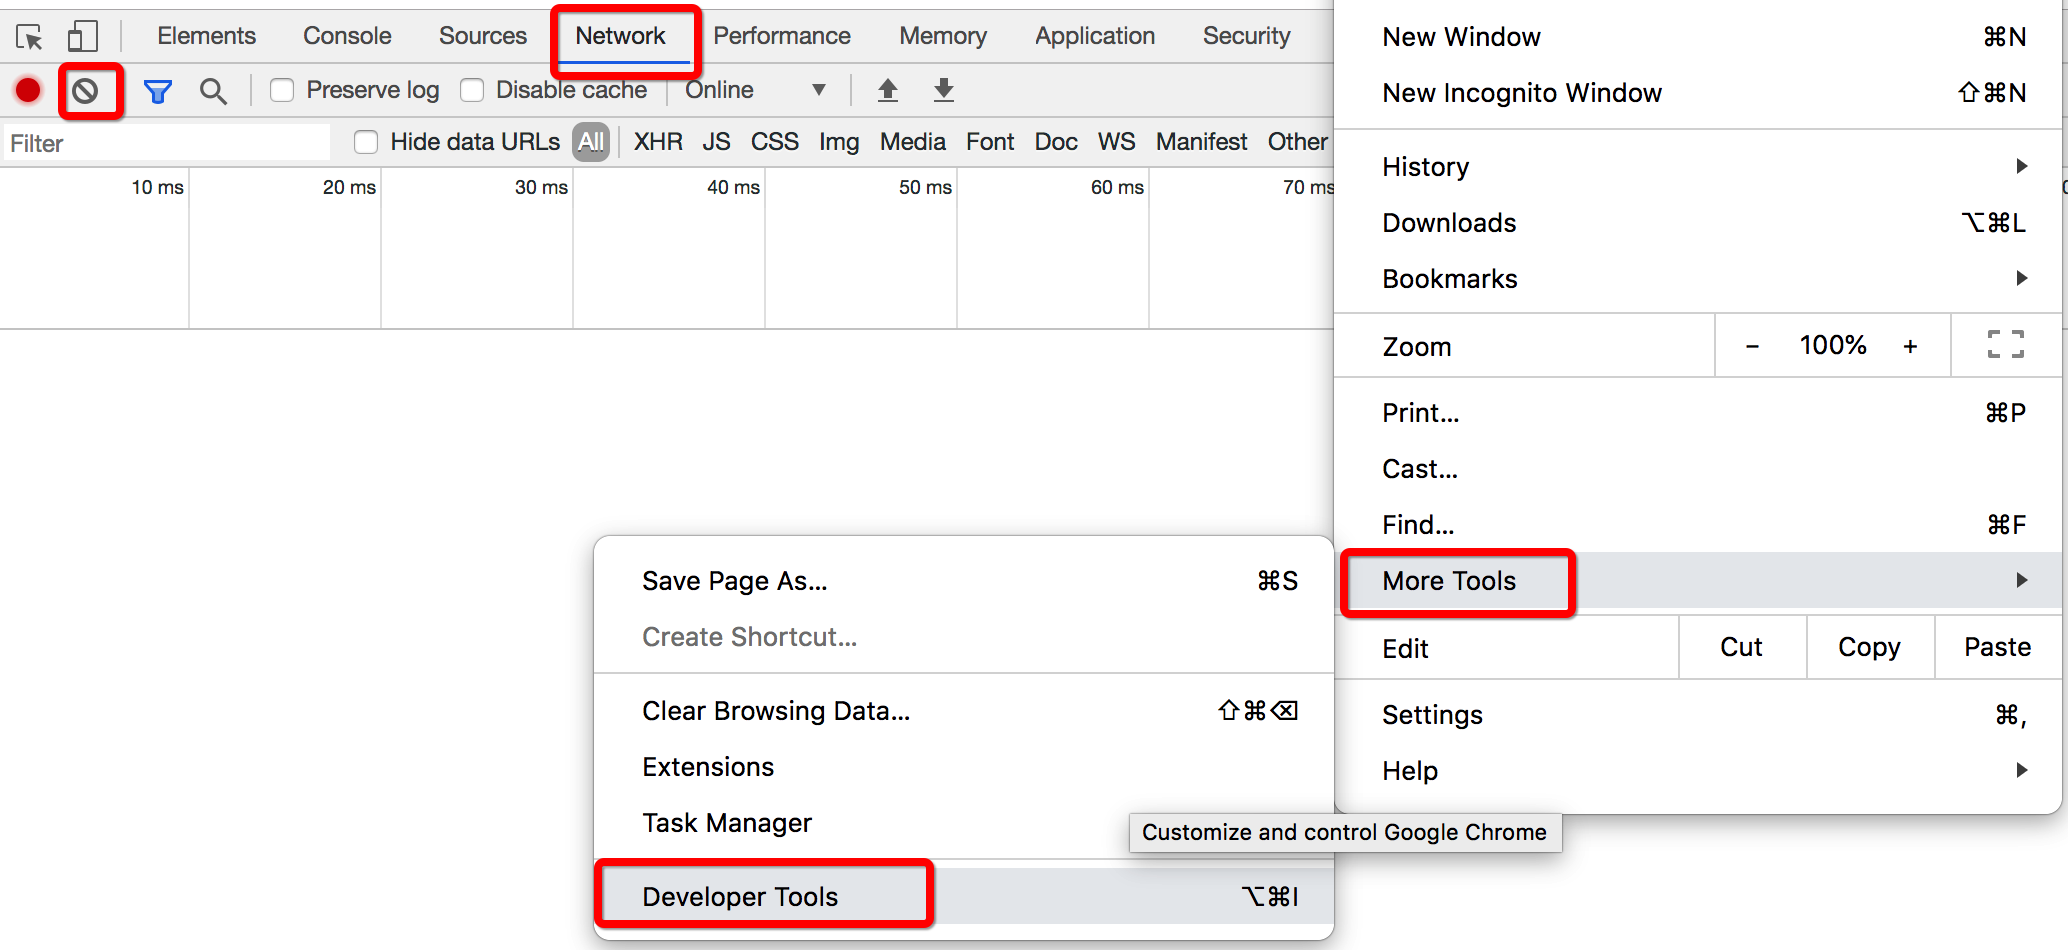 Elements Console Sources Network Performance Memory Application Security
Preserve log Disable cache Online
Filter Hide data URLs All XHR JS CSS Img Media Font Doc WS Manifest Other
10 ms 20 ms 30 ms 40 ms 50 ms 60 ms 70 ms
New Window ⌘N
New Incognito Window ⇧⌘N
History
Downloads ⌥⌘L
Bookmarks
Zoom − 100% +
Print... ⌘P
Cast...
Find... ⌘F
More Tools
Edit Cut Copy Paste
Settings ⌘,
Help
Save Page As... ⌘S
Create Shortcut...
Clear Browsing Data... ⇧⌘⌫
Extensions
Task Manager
Developer Tools ⌥⌘I
Customize and control Google Chrome